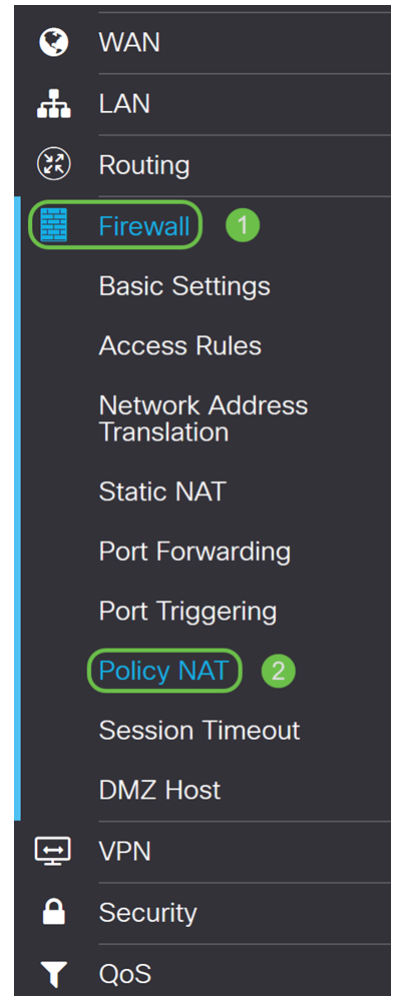 WAN
LAN
Routing
Firewall 1
Basic Settings
Access Rules
Network Address
Translation
Static NAT
Port Forwarding
Port Triggering
Policy NAT 2
Session Timeout
DMZ Host
VPN
Security
QoS